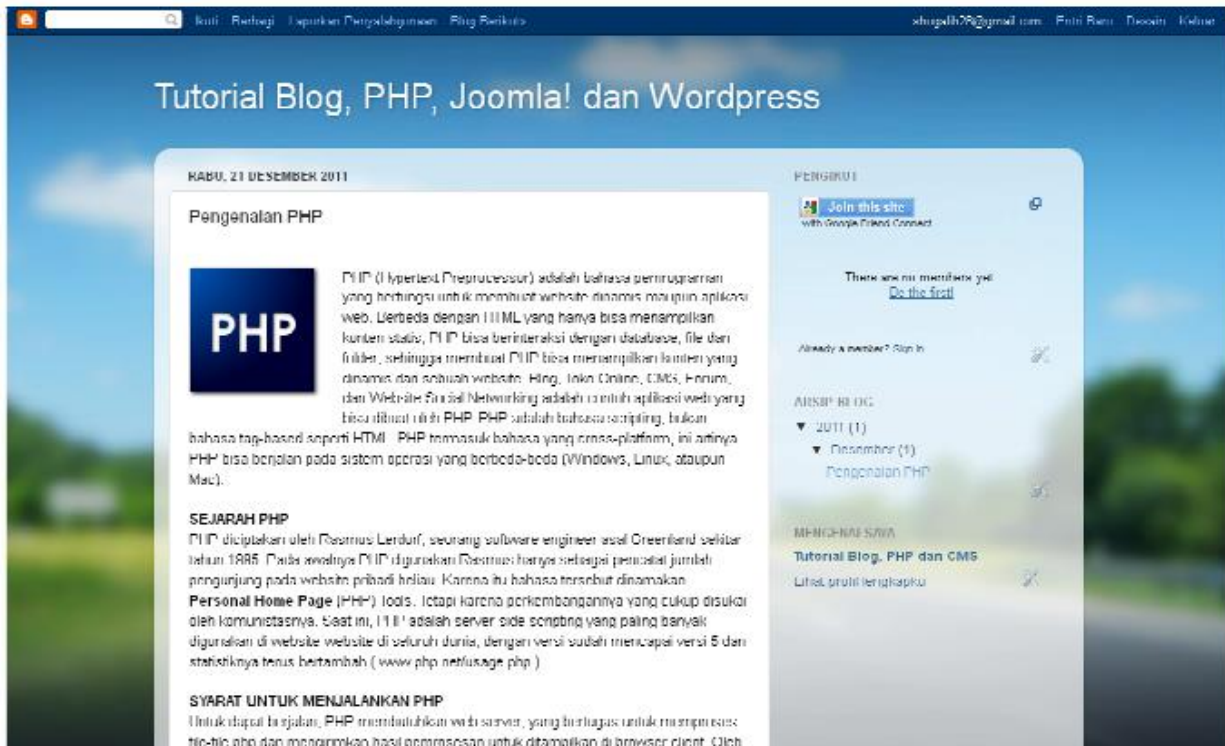 Ikuti Berbagi Laporkan Penyalahgunaan Blog Berikut»
Entri Baru Desain Keluar
Tutorial Blog, PHP, Joomla! dan Wordpress
RABU, 21 DESEMBER 2011
Pengenalan PHP
PHP
PHP (Hypertext Preprocessor) adalah bahasa pemrograman
yang berfungsi untuk membuat website dinamis maupun aplikasi
web. Berbeda dengan HTML yang hanya bisa menampilkan
konten statis, PHP bisa berinteraksi dengan database, file dan
folder, sehingga membuat PHP bisa menampilkan konten yang
dinamis dari sebuah website. Blog, Toko Online, CMS, Forum,
dan Website Social Networking adalah contoh aplikasi web yang
bisa dibuat oleh PHP. PHP adalah bahasa scripting, bukan
bahasa tag-based seperti HTML. PHP termasuk bahasa yang cross-platform, ini artinya
PHP bisa berjalan pada sistem operasi yang berbeda-beda (Windows, Linux, ataupun
Mac).
SEJARAH PHP
PHP diciptakan oleh Rasmus Lerdorf, seorang software engineer asal Greenland sekitar
tahun 1995. Pada awalnya PHP digunakan Rasmus hanya sebagai pencatat jumlah
pengunjung pada website pribadi beliau. Karena itu bahasa tersebut dinamakan
Personal Home Page (PHP) Tools. Tetapi karena perkembangannya yang cukup disukai
oleh komunitasnya. Saat ini, PHP adalah server side scripting yang paling banyak
digunakan di website website di seluruh dunia, dengan versi sudah mencapai versi 5 dan
statistiknya terus bertambah ( www.php.net/usage.php )
SYARAT UNTUK MENJALANKAN PHP
Untuk dapat berjalan, PHP membutuhkan web server, yang bertugas untuk memproses
file-file php dan mengirimkan hasil pemrosesan untuk ditampilkan di browser client. Oleh
PENGIKUT
Join this site
with Google Friend Connect
There are no members yet.
Be the first!
Already a member? Sign in
ARSIP BLOG
▼ 2011 (1)
▼ Desember (1)
Pengenalan PHP
MENGENAI SAYA
Tutorial Blog, PHP dan CMS
Lihat profil lengkapku